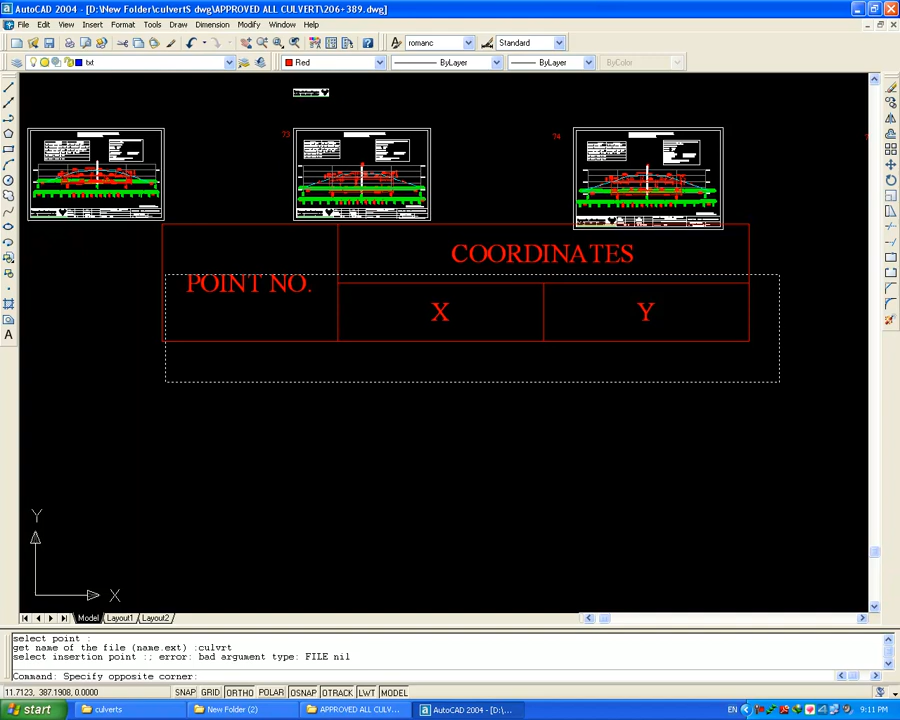 AutoCAD 2004 - [D:\New Folder\culvertS dwg\APPROVED ALL CULVERT\206+389.dwg]
File Edit View Insert Format Tools Draw Dimension Modify Window Help
romanc Standard
txt Red ByLayer ByLayer ByColor
73 74
COORDINATES
POINT NO.
X Y
Y
X
A
Model Layout1 Layout2
select point :
get name of the file (name.ext) :culvrt
select insertion point :; error: bad argument type: FILE nil
Command: Specify opposite corner:
11.7123, 387.1908, 0.0000 SNAP GRID ORTHO POLAR OSNAP OTRACK LWT MODEL
start culverts New Folder (2) APPROVED ALL CULV... AutoCAD 2004 - [D:\... EN 9:11 PM